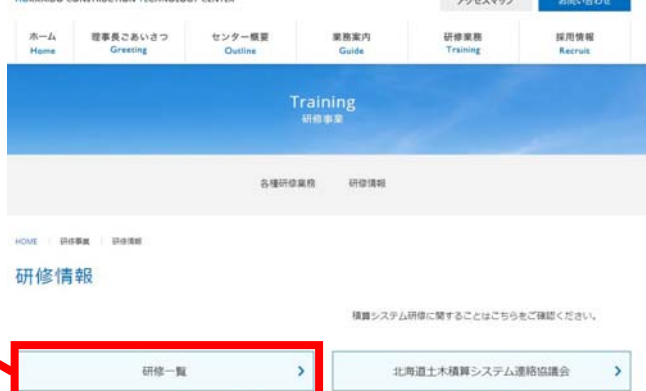 HOKKAIDO CONSTRUCTION TECHNOLOGY CENTER
アクセスマップ
お問い合わせ
ホーム
Home
理事長ごあいさつ
Greeting
センター概要
Outline
業務案内
Guide
研修業務
Training
採用情報
Recruit
Training
研修事業
各種研修業務 研修情報
HOME 研修事業 研修情報
研修情報
積算システム研修に関することはこちらをご確認ください。
研修一覧 >
北海道土木積算システム連絡協議会 >